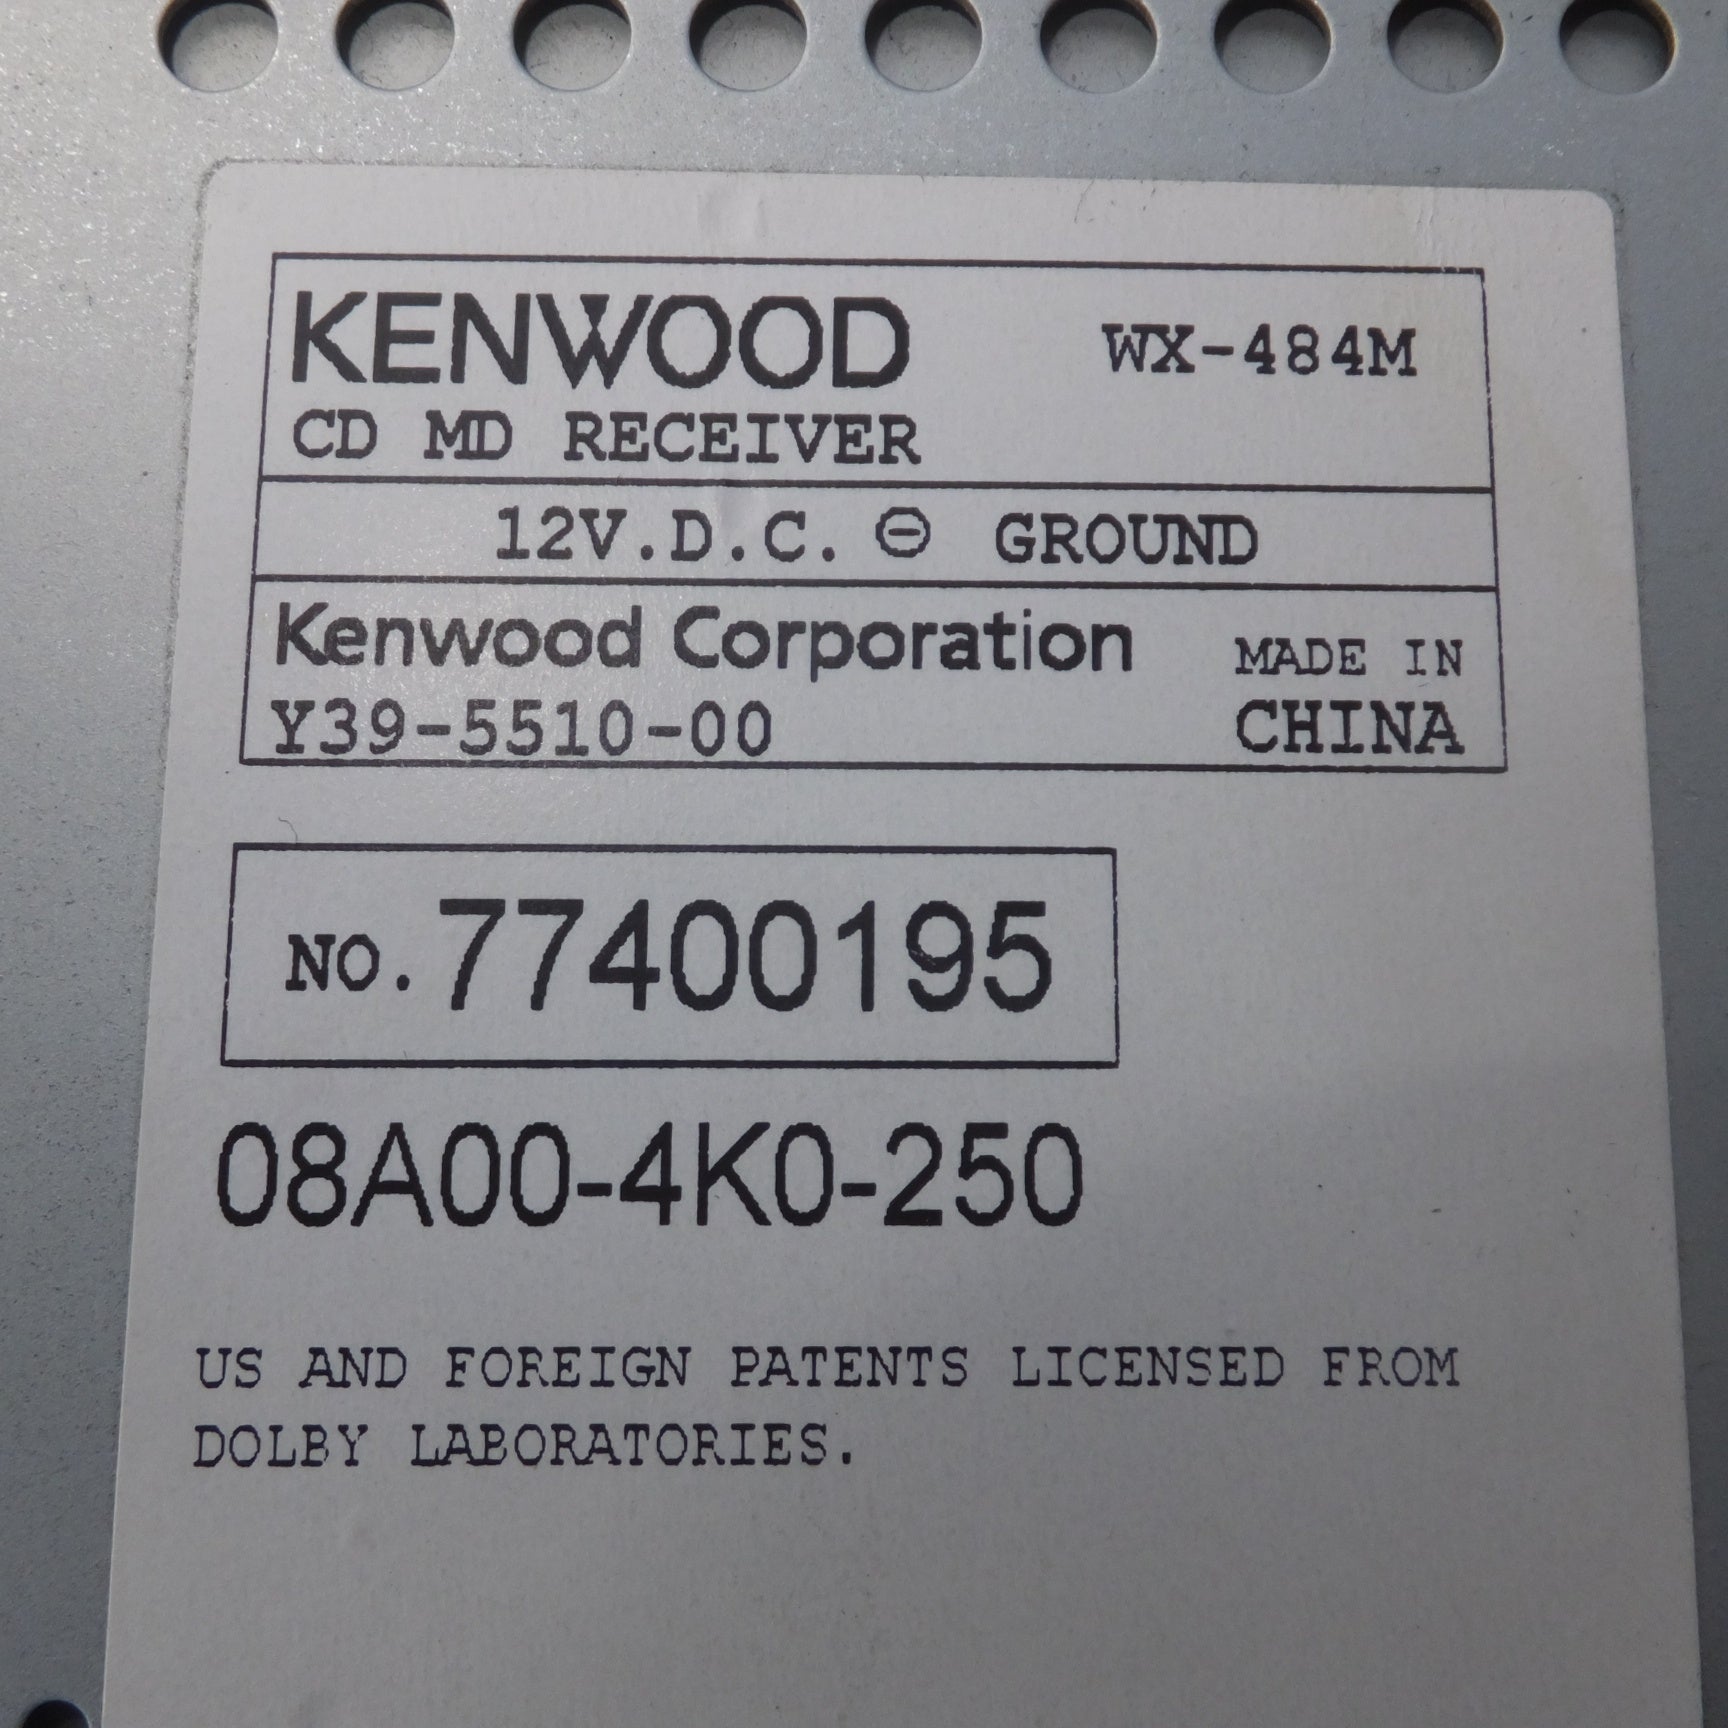 KENWOOD WX-484M
CD MD RECEIVER
12V.D.C. ⊖ GROUND
Kenwood Corporation MADE IN
Y39-5510-00 CHINA
NO. 77400195
08A00-4K0-250
US AND FOREIGN PATENTS LICENSED FROM
DOLBY LABORATORIES.